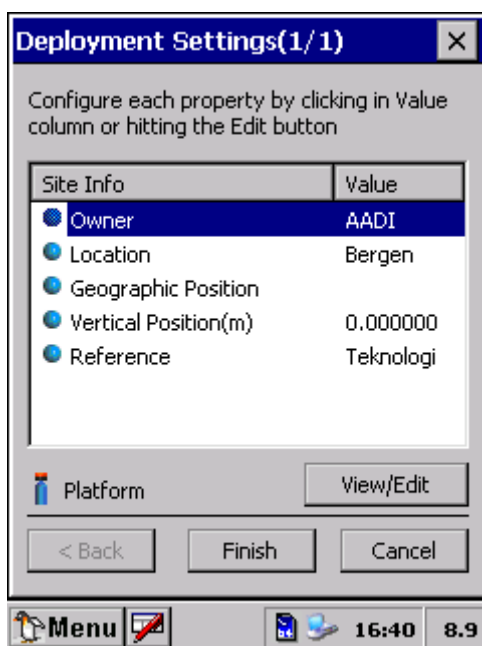 Deployment Settings(1/1)
Configure each property by clicking in Value
column or hitting the Edit button
Site Info Value
Owner AADI
Location Bergen
Geographic Position
Vertical Position(m) 0.000000
Reference Teknologi
Platform View/Edit
< Back Finish Cancel
Menu 16:40 8.9